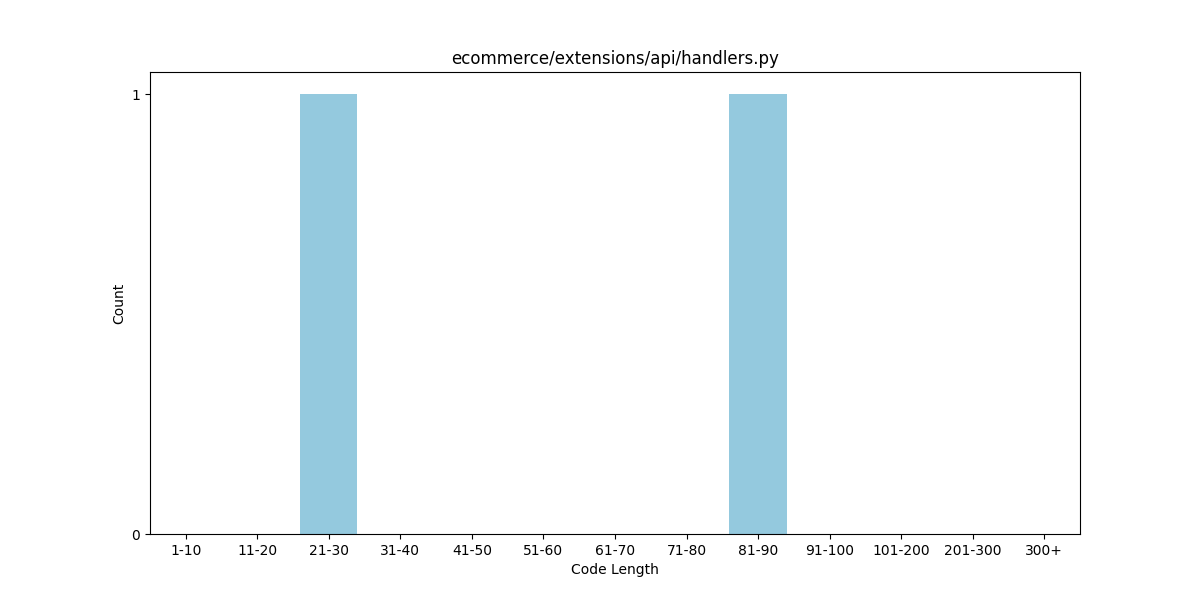 ecommerce/extensions/api/handlers.py
Count
1
0
1-10 11-20 21-30 31-40 41-50 51-60 61-70 71-80 81-90 91-100 101-200 201-300 300+
Code Length